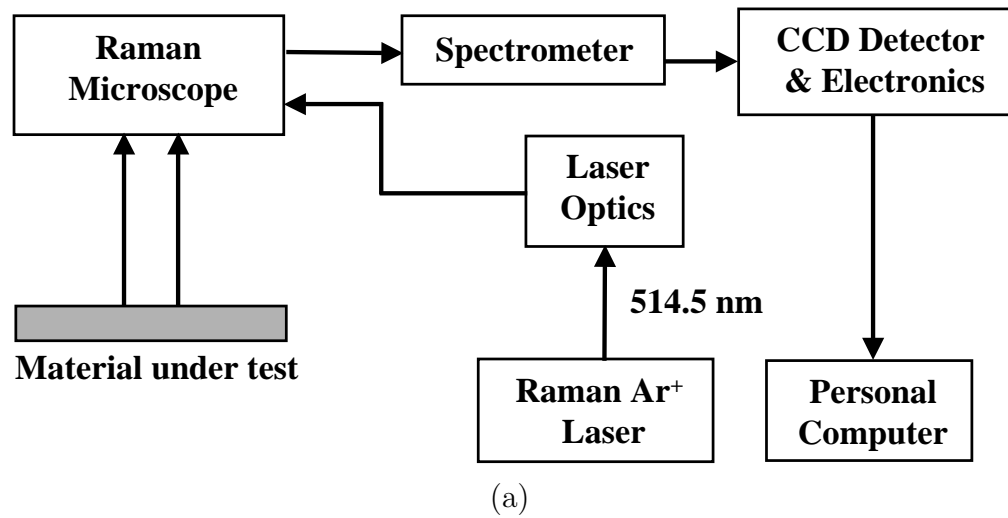 Raman
Microscope
Spectrometer
CCD Detector
& Electronics
Laser
Optics
514.5 nm
Material under test
Raman Ar⁺
Laser
Personal
Computer
(a)